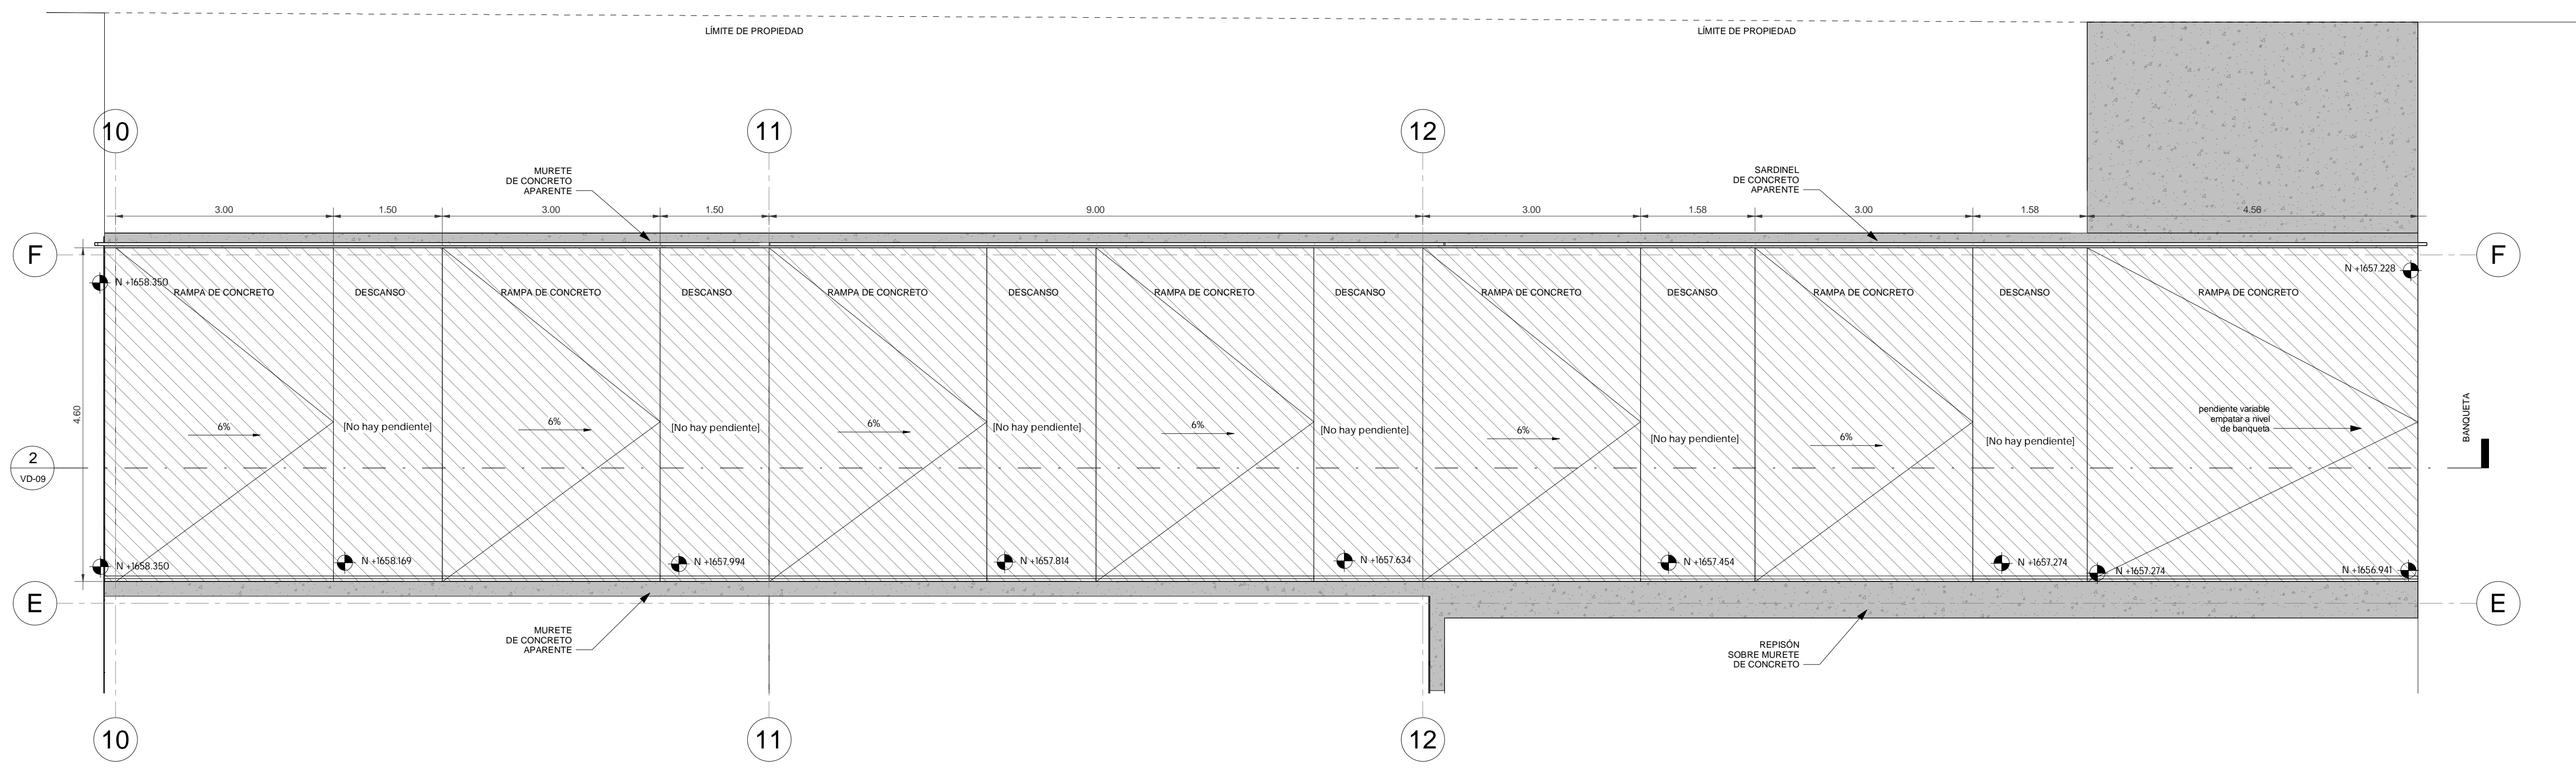 LÍMITE DE PROPIEDAD
LÍMITE DE PROPIEDAD
10
11
12
MURETE
DE CONCRETO
APARENTE
SARDINEL
DE CONCRETO
APARENTE
3.00
1.50
3.00
1.50
9.00
3.00
1.58
3.00
1.58
4.56
F
F
N +1658.350
N +1657.228
RAMPA DE CONCRETO
DESCANSO
RAMPA DE CONCRETO
DESCANSO
RAMPA DE CONCRETO
DESCANSO
RAMPA DE CONCRETO
DESCANSO
RAMPA DE CONCRETO
DESCANSO
RAMPA DE CONCRETO
DESCANSO
RAMPA DE CONCRETO
4.60
6%
[No hay pendiente]
6%
[No hay pendiente]
6%
[No hay pendiente]
6%
[No hay pendiente]
6%
[No hay pendiente]
6%
[No hay pendiente]
pendiente variable
empatar a nivel
de banqueta
BANQUETA
2
VD-09
N +1658.350
N +1658.169
N +1657.994
N +1657.814
N +1657.634
N +1657.454
N +1657.274
N +1657.274
N +1656.941
E
E
MURETE
DE CONCRETO
APARENTE
REPISÓN
SOBRE MURETE
DE CONCRETO
10
11
12